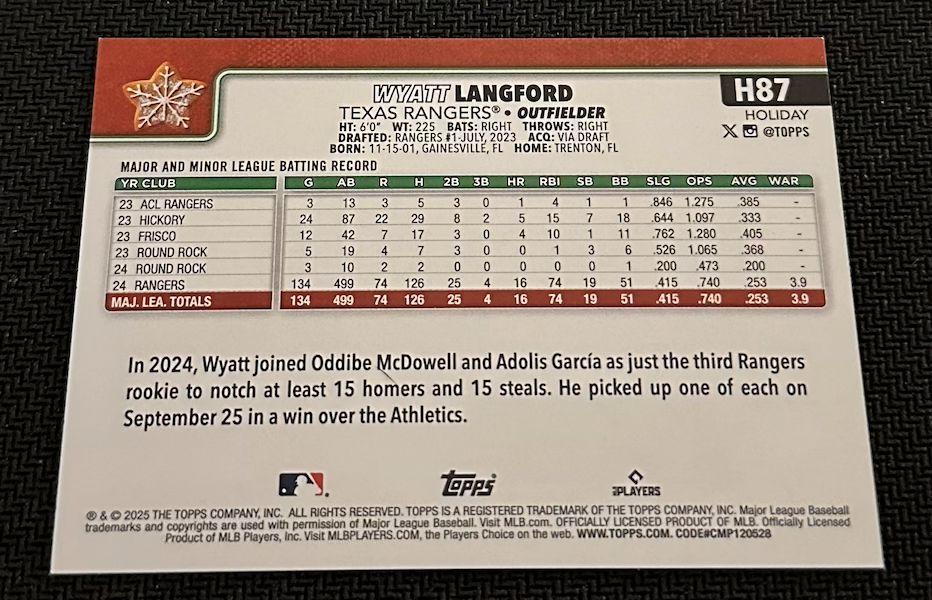 H87
WYATT LANGFORD
HOLIDAY
TEXAS RANGERS® • OUTFIELDER
@TOPPS
HT: 6'0" WT: 225 BATS: RIGHT THROWS: RIGHT
DRAFTED: RANGERS #1-JULY, 2023 ACQ: VIA DRAFT
BORN: 11-15-01, GAINESVILLE, FL HOME: TRENTON, FL
MAJOR AND MINOR LEAGUE BATTING RECORD
YR CLUB G AB R H 2B 3B HR RBI SB BB SLG OPS AVG WAR
23 ACL RANGERS 3 13 3 5 3 0 1 4 1 1 .846 1.275 .385 -
23 HICKORY 24 87 22 29 8 2 5 15 7 18 .644 1.097 .333 -
23 FRISCO 12 42 7 17 3 0 4 10 1 11 .762 1.280 .405 -
23 ROUND ROCK 5 19 4 7 3 0 0 1 3 6 .526 1.065 .368 -
24 ROUND ROCK 3 10 2 2 0 0 0 0 0 1 .200 .473 .200 -
24 RANGERS 134 499 74 126 25 4 16 74 19 51 .415 .740 .253 3.9
MAJ. LEA. TOTALS 134 499 74 126 25 4 16 74 19 51 .415 .740 .253 3.9
In 2024, Wyatt joined Oddibe McDowell and Adolis García as just the third Rangers
rookie to notch at least 15 homers and 15 steals. He picked up one of each on
September 25 in a win over the Athletics.
topps
PLAYERS
® & © 2025 THE TOPPS COMPANY, INC. ALL RIGHTS RESERVED. TOPPS IS A REGISTERED TRADEMARK OF THE TOPPS COMPANY, INC. Major League Baseball
trademarks and copyrights are used with permission of Major League Baseball. Visit MLB.com. OFFICIALLY LICENSED PRODUCT OF MLB. Officially Licensed
Product of MLB Players, Inc. Visit MLBPLAYERS.COM, the Players Choice on the web. WWW.TOPPS.COM. CODE#CMP120528